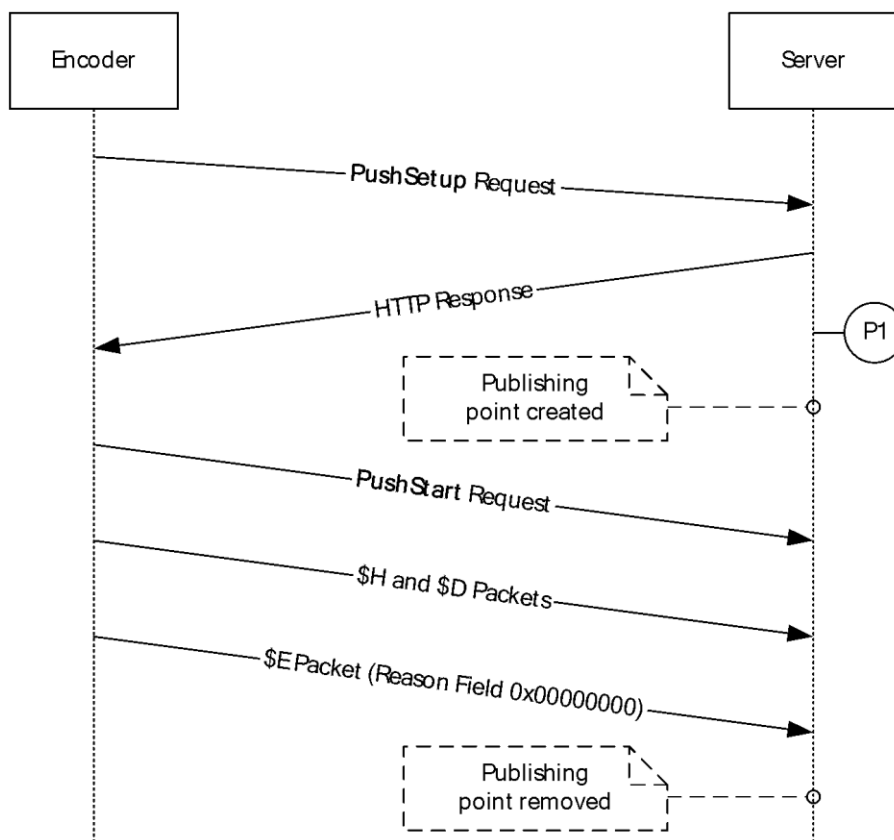 Encoder
Server
PushSetup Request
HTTP Response
P1
Publishing
point created
PushStart Request
$H and $D Packets
$E Packet (Reason Field 0x00000000)
Publishing
point removed